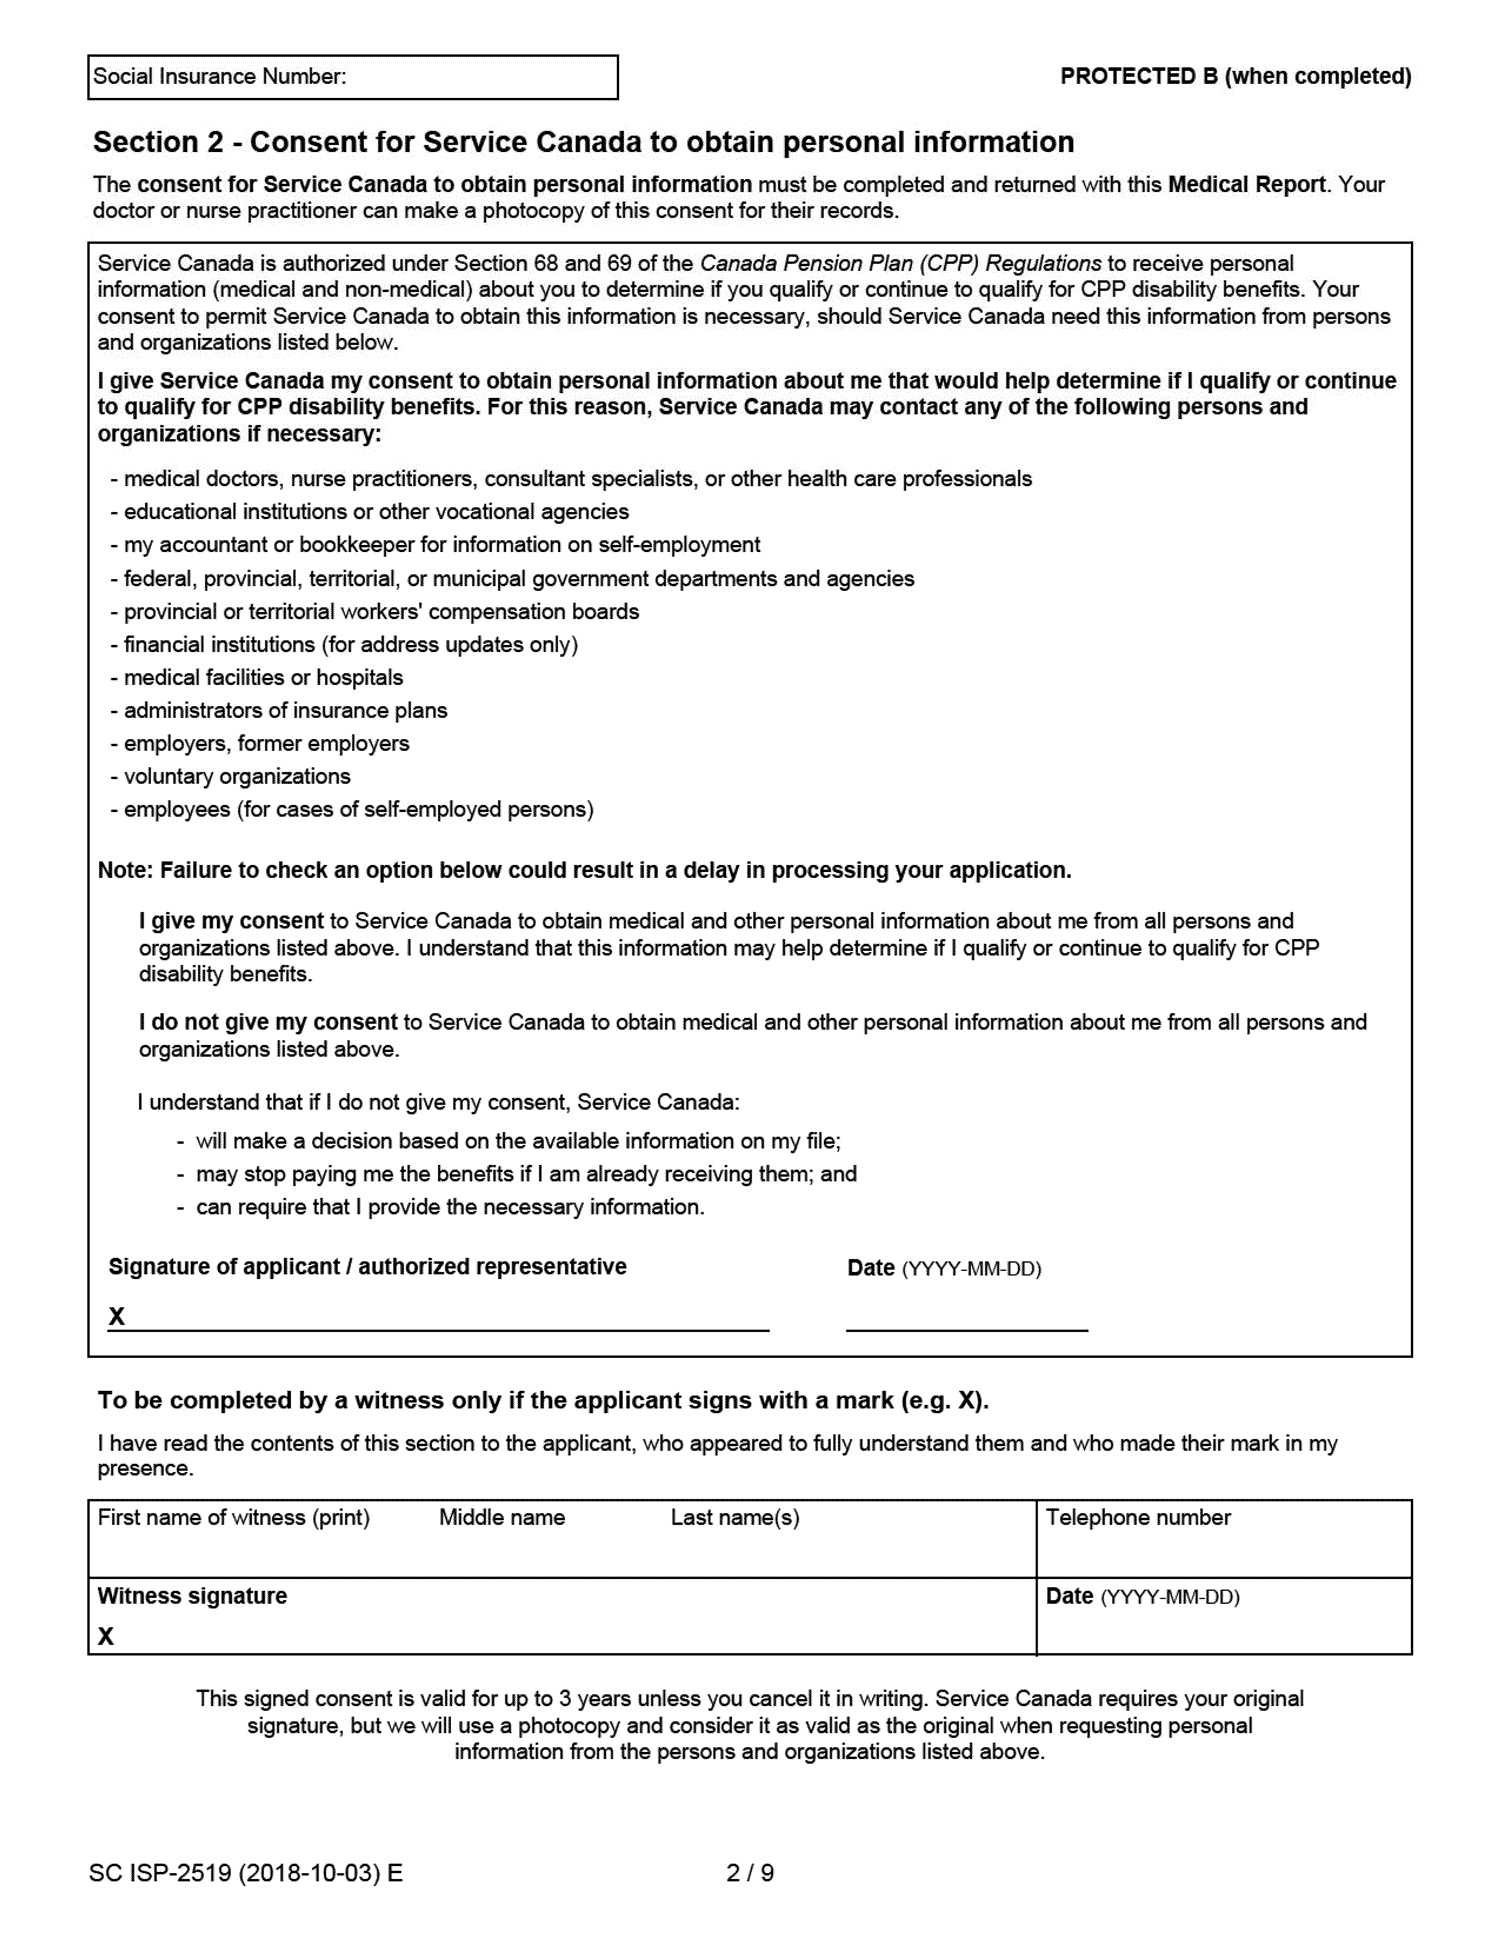 Social Insurance Number:
PROTECTED B (when completed)
Section 2 - Consent for Service Canada to obtain personal information
The consent for Service Canada to obtain personal information must be completed and returned with this Medical Report. Your
doctor or nurse practitioner can make a photocopy of this consent for their records.
Service Canada is authorized under Section 68 and 69 of the Canada Pension Plan (CPP) Regulations to receive personal
information (medical and non-medical) about you to determine if you qualify or continue to qualify for CPP disability benefits. Your
consent to permit Service Canada to obtain this information is necessary, should Service Canada need this information from persons
and organizations listed below.
I give Service Canada my consent to obtain personal information about me that would help determine if I qualify or continue
to qualify for CPP disability benefits. For this reason, Service Canada may contact any of the following persons and
organizations if necessary:
- medical doctors, nurse practitioners, consultant specialists, or other health care professionals
- educational institutions or other vocational agencies
- my accountant or bookkeeper for information on self-employment
- federal, provincial, territorial, or municipal government departments and agencies
- provincial or territorial workers' compensation boards
- financial institutions (for address updates only)
- medical facilities or hospitals
- administrators of insurance plans
- employers, former employers
- voluntary organizations
- employees (for cases of self-employed persons)
Note: Failure to check an option below could result in a delay in processing your application.
I give my consent to Service Canada to obtain medical and other personal information about me from all persons and
organizations listed above. I understand that this information may help determine if I qualify or continue to qualify for CPP
disability benefits.
I do not give my consent to Service Canada to obtain medical and other personal information about me from all persons and
organizations listed above.
I understand that if I do not give my consent, Service Canada:
- will make a decision based on the available information on my file;
- may stop paying me the benefits if I am already receiving them; and
- can require that I provide the necessary information.
Signature of applicant / authorized representative
Date (YYYY-MM-DD)
X
To be completed by a witness only if the applicant signs with a mark (e.g. X).
I have read the contents of this section to the applicant, who appeared to fully understand them and who made their mark in my
presence.
First name of witness (print) Middle name Last name(s)
Telephone number
Witness signature
Date (YYYY-MM-DD)
X
This signed consent is valid for up to 3 years unless you cancel it in writing. Service Canada requires your original
signature, but we will use a photocopy and consider it as valid as the original when requesting personal
information from the persons and organizations listed above.
SC ISP-2519 (2018-10-03) E
2 / 9